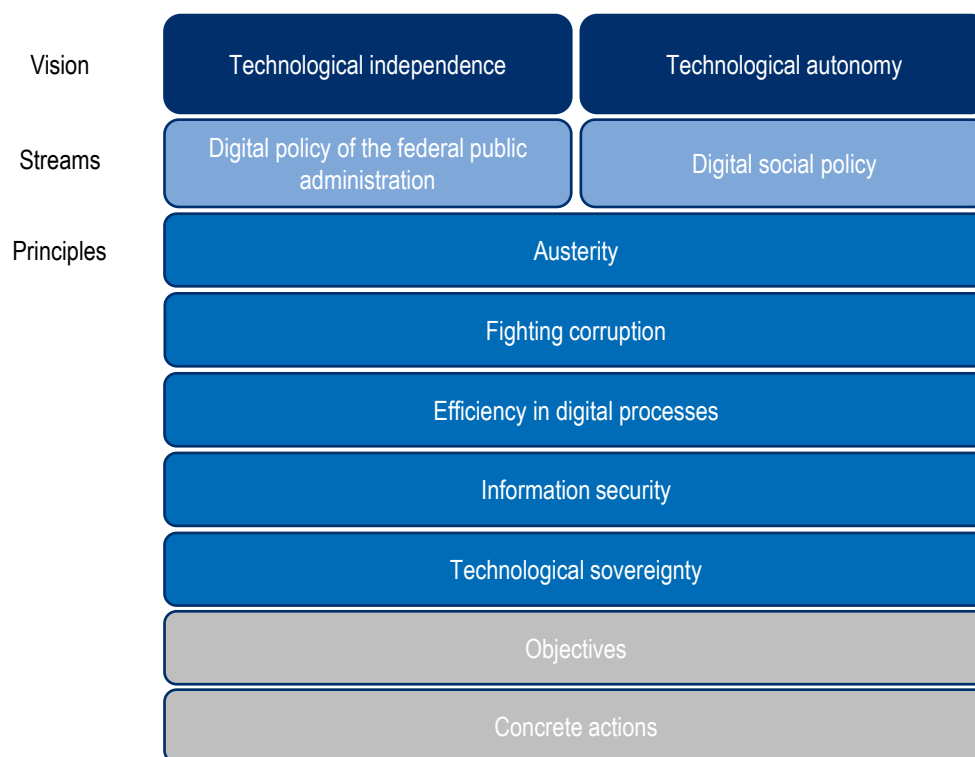 Vision
Technological independence
Technological autonomy
Streams
Digital policy of the federal public
administration
Digital social policy
Principles
Austerity
Fighting corruption
Efficiency in digital processes
Information security
Technological sovereignty
Objectives
Concrete actions